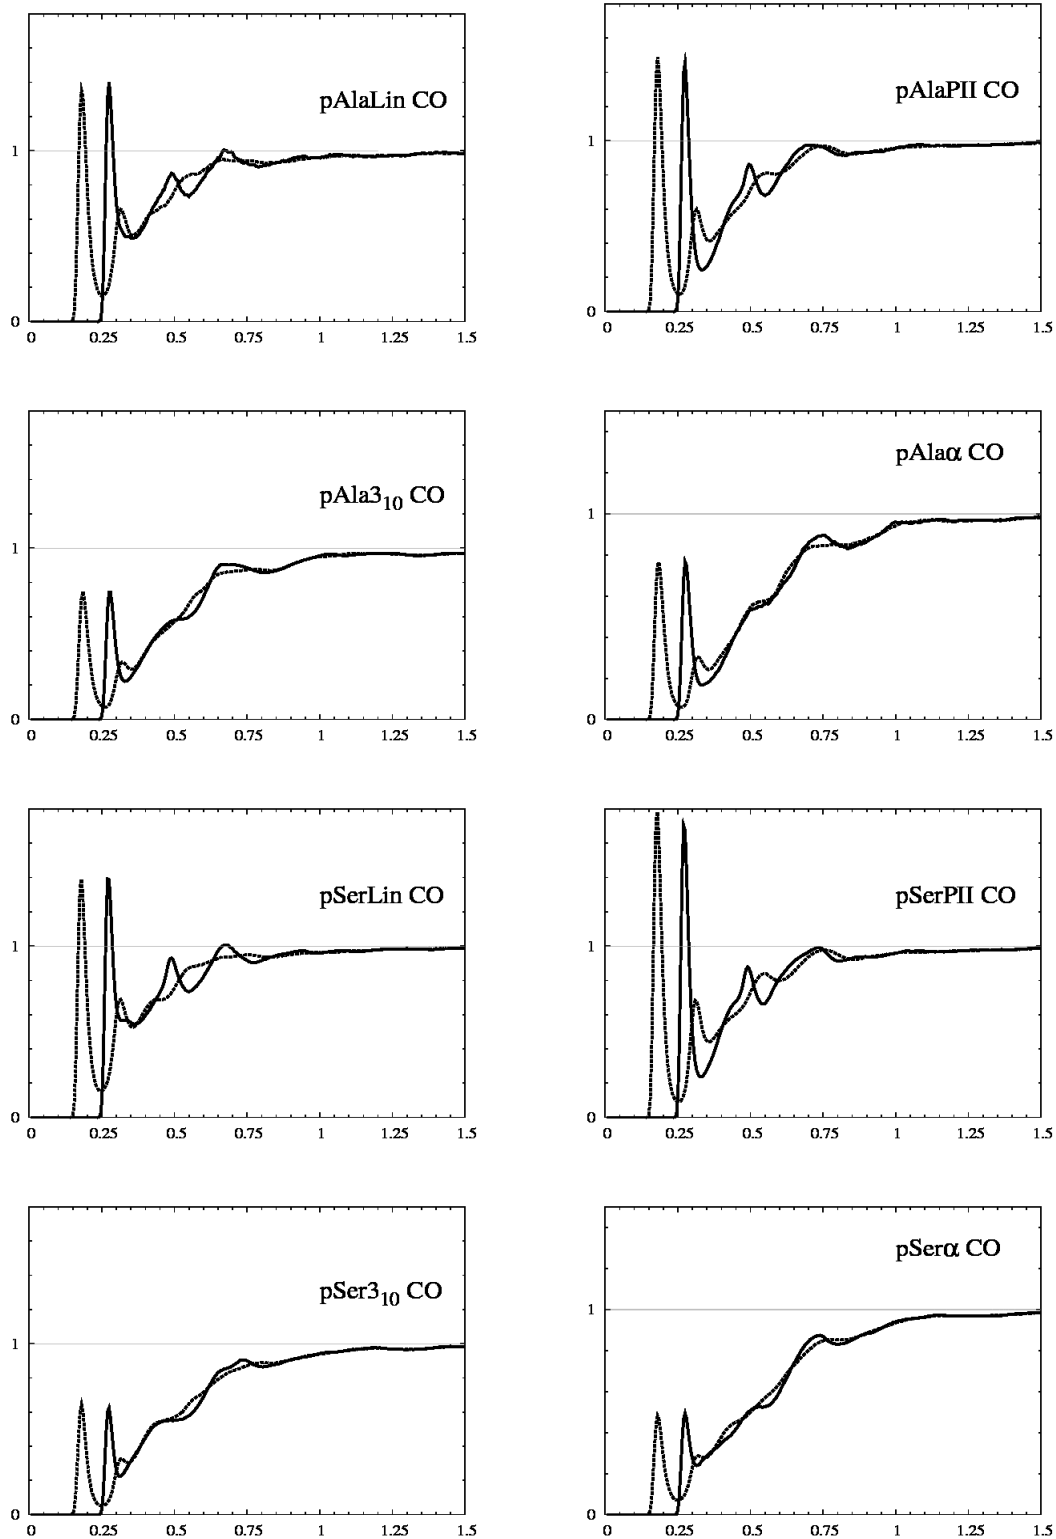 pAlaLin CO
1
0
0 0.25 0.5 0.75 1 1.25 1.5
pAlaPII CO
1
0
0 0.25 0.5 0.75 1 1.25 1.5
pAla3₁₀ CO
1
0
0 0.25 0.5 0.75 1 1.25 1.5
pAlaα CO
1
0
0 0.25 0.5 0.75 1 1.25 1.5
pSerLin CO
1
0
0 0.25 0.5 0.75 1 1.25 1.5
pSerPII CO
1
0
0 0.25 0.5 0.75 1 1.25 1.5
pSer3₁₀ CO
1
0
0 0.25 0.5 0.75 1 1.25 1.5
pSerα CO
1
0
0 0.25 0.5 0.75 1 1.25 1.5